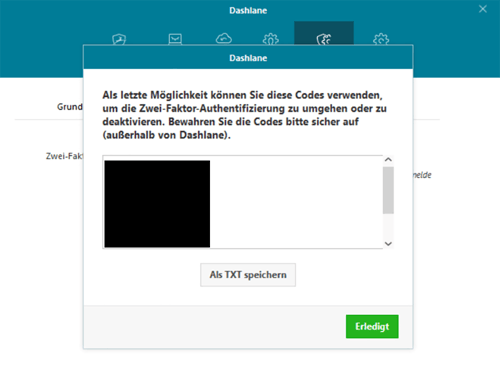 Dashlane
Dashlane
Als letzte Möglichkeit können Sie diese Codes verwenden,
um die Zwei-Faktor-Authentifizierung zu umgehen oder zu
deaktivieren. Bewahren Sie die Codes bitte sicher auf
(außerhalb von Dashlane).
Grund
Zwei-Fakt
melde
Als TXT speichern
Erledigt